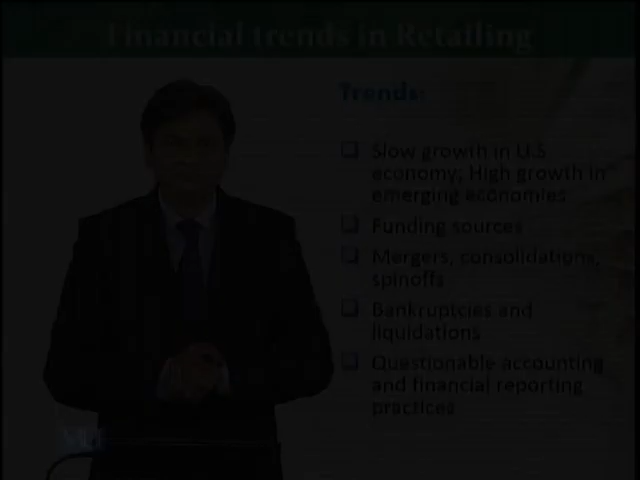 Financial trends in Retailing
Trends:
Slow growth in U.S
economy; High growth in
emerging economies
Funding sources
Mergers, consolidations,
spinoffs
Bankruptcies and
liquidations
Questionable accounting
and financial reporting
practices